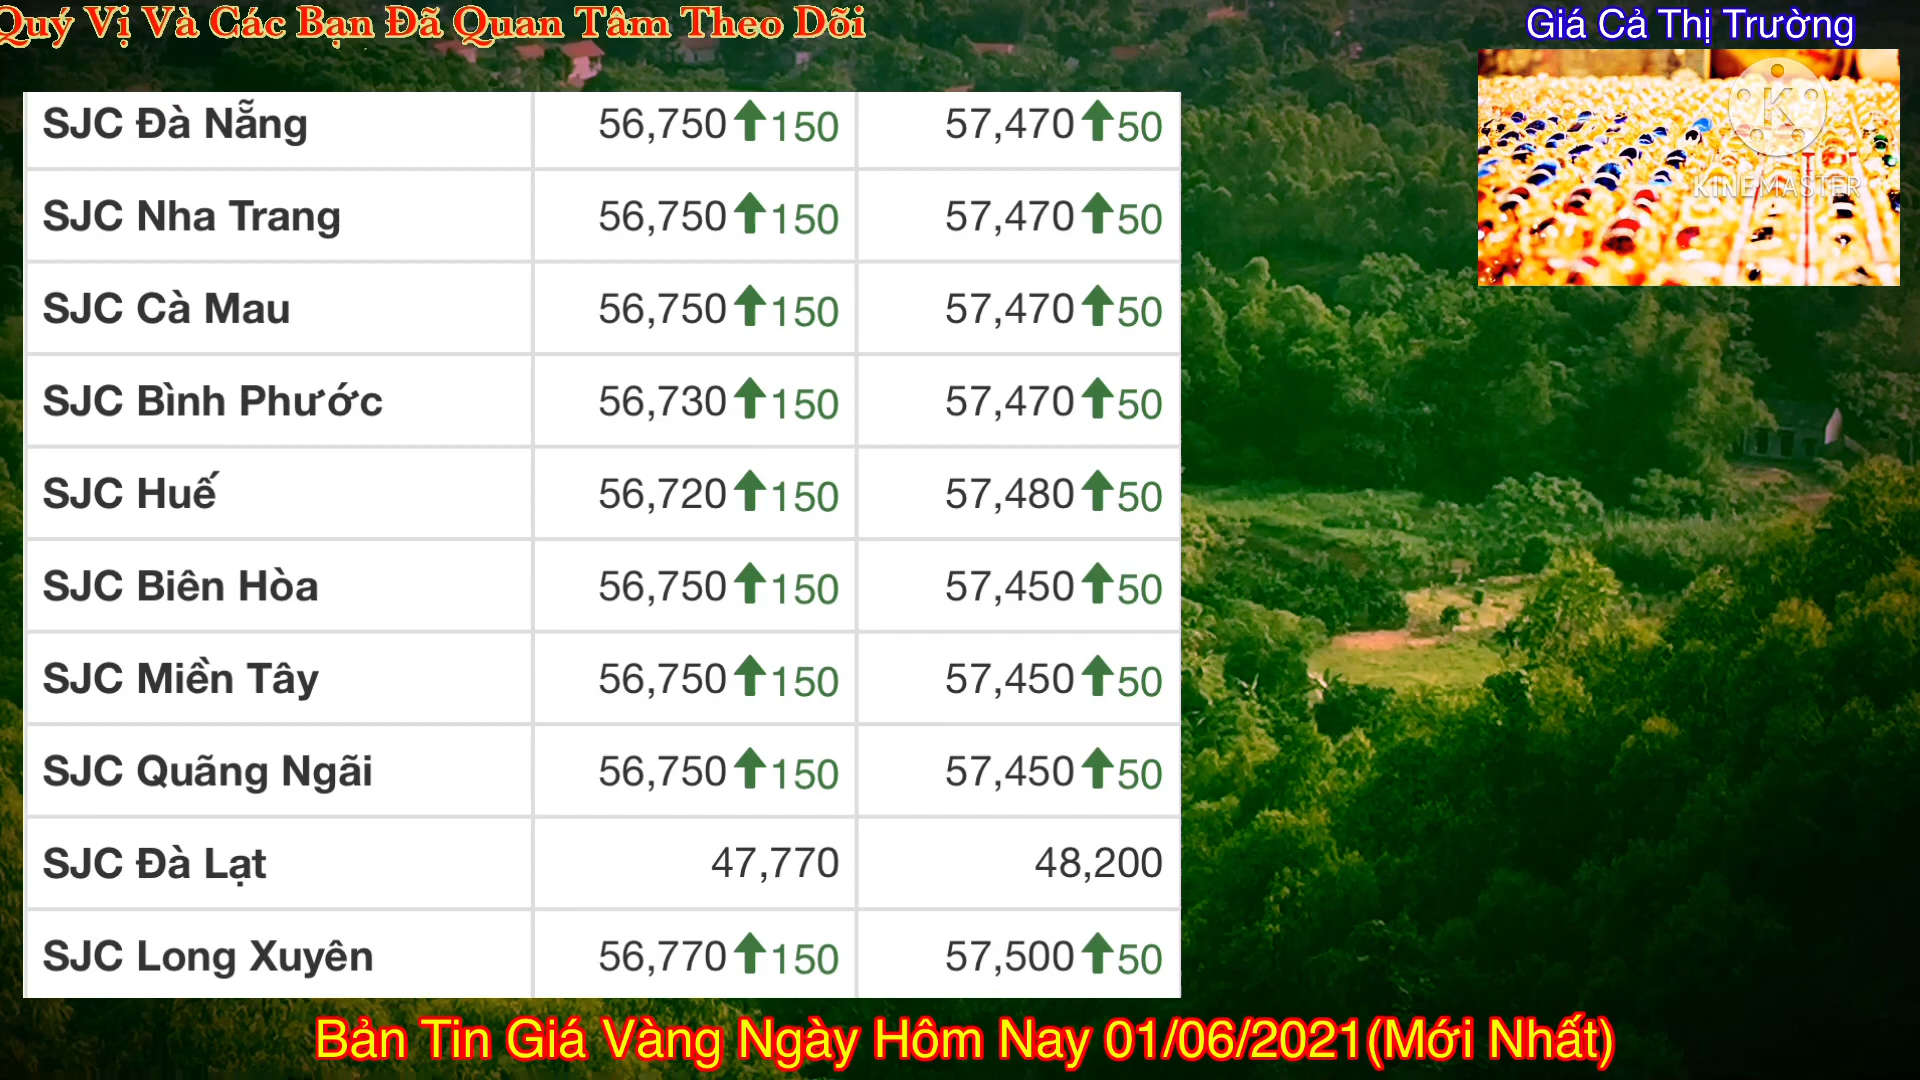 Quý Vị Và Các Bạn Đã Quan Tâm Theo Dõi
Giá Cả Thị Trường
KINEMASTER
SJC Đà Nẵng 56,750 150 57,470 50
SJC Nha Trang 56,750 150 57,470 50
SJC Cà Mau 56,750 150 57,470 50
SJC Bình Phước 56,730 150 57,470 50
SJC Huế 56,720 150 57,480 50
SJC Biên Hòa 56,750 150 57,450 50
SJC Miền Tây 56,750 150 57,450 50
SJC Quãng Ngãi 56,750 150 57,450 50
SJC Đà Lạt 47,770 48,200
SJC Long Xuyên 56,770 150 57,500 50
Bản Tin Giá Vàng Ngày Hôm Nay 01/06/2021(Mới Nhất)